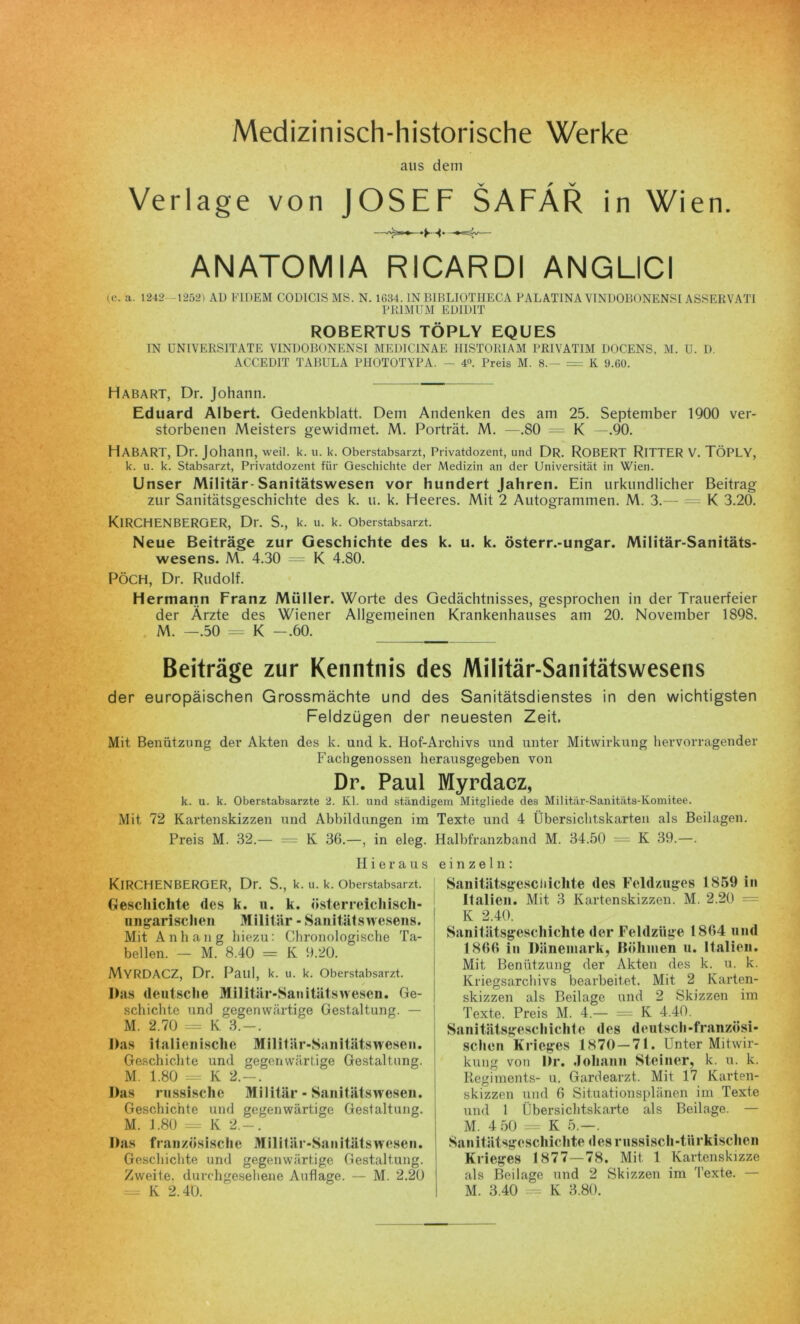 Medizinisch-historische Werke
aus dem
Verlage von JOSEF ŠAFÁŘ in Wien.
ANATOMIA RICARDI ANGLICI
(c. a. 1242—1252) AD FIDEM CODICIS MS. N. 1634. IN BIBLIOTHECA PALATINA VINDOBONENSI ASSERVATI
PRIMUM EDIDIT
ROBERTUS TÖPLY EQUES
IN UNIVERSITATE VINDOBONENSI MEDICINAE HISTORIAM PRIVATIM DOCENS, M. U. D.
ACCEDIT TABULA PHOTOTYPA. — 4º. Preis M. 8.— = K 9.60.
HABART, Dr. Johann.
Eduard Albert. Gedenkblatt. Dem Andenken des am 25. September 1900 ver-
storbenen Meisters gewidmet. M. Porträt. M. —.80 = K —.90.
HABART, Dr. Johann, weil. k. u. k. Oberstabsarzt, Privatdozent, und DR. ROBERT RITTER V. TÖPLY,
k. u. k. Stabsarzt, Privatdozent für Geschichte der Medizin an der Universität in Wien.
Unser Militär-Sanitätswesen vor hundert Jahren. Ein urkundlicher Beitrag
zur Sanitätsgeschichte des k. u. k. Heeres. Mit 2 Autogrammen. M. 3.— = K 3.20.
KIRCHENBERGER, Dr. S., k. u. k. Oberstabsarzt.
Neue Beiträge zur Geschichte des k. u. k. österr.-ungar. Militär-Sanitäts-
wesens. M. 4.30 = K 4.80.
PÖCH, Dr. Rudolf.
Hermann Franz Müller. Worte des Gedächtnisses, gesprochen in der Trauerfeier
der Ärzte des Wiener Allgemeinen Krankenhauses am 20. November 1898.
M. —.50 = K —.60.
Beiträge zur Kenntnis des Militär-Sanitätswesens
der europäischen Grossmächte und des Sanitätsdienstes in den wichtigsten
Feldzügen der neuesten Zeit.
Mit Benützung der Akten des k. und k. Hof-Archivs und unter Mitwirkung hervorragender
Fachgenossen herausgegeben von
Dr. Paul Myrdacz,
k. u. k. Oberstabsarzte 2. Kl. und ständigem Mitgliede des Militär-Sanitäts-Komitee.
Mit 72 Kartenskizzen und Abbildungen im Texte und 4 Übersichtskarten als Beilagen.
Preis M. 32.— = K 36.—, in eleg. Halbfranzband M. 34.50 = K 39.—.
Hieraus einzeln:
KIRCHENBERGER, Dr. S., k. u. k. Oberstabsarzt.
Geschichte des k. u. k. österreichisch-
ungarischen Militär-Sanitätswesens.
Mit Anhang hiezu: Chronologische Ta-
bellen. — M. 8.40 = K 9.20.
MYRDACZ, Dr. Paul, k. u. k. Oberstabsarzt.
Das deutsche Militär-Sanitätswesen. Ge-
schichte und gegenwärtige Gestaltung. —
M. 2.70 = K 3.—.
Das italienische Militär-Sanitätswesen.
Geschichte und gegenwärtige Gestaltung.
M. 1.80 = K 2.—.
Das russische Militär-Sanitätswesen.
Geschichte und gegenwärtige Gestaltung.
M. 1.80 = K 2.—.
Das französische Militär-Sanitätswesen.
Geschichte und gegenwärtige Gestaltung.
Zweite, durchgesehene Auflage. — M. 2.20
= K 2.40.
Sanitätsgeschichte des Feldzuges 1859 in
Italien. Mit 3 Kartenskizzen. M. 2.20 =
K 2.40.
Sanitätsgeschichte der Feldzüge 1864 und
1866 in Dänemark, Böhmen u. Italien.
Mit Benützung der Akten des k. u. k.
Kriegsarchivs bearbeitet. Mit 2 Karten-
skizzen als Beilage und 2 Skizzen im
Texte. Preis M. 4.— = K 4.40.
Sanitätsgeschichte des deutsch-französi-
schen Krieges 1870—71. Unter Mitwir-
kung von Dr. Johann Steiner, k. u. k.
Regiments- u. Gardearzt. Mit 17 Karten-
skizzen und 6 Situationsplänen im Texte
und 1 Übersichtskarte als Beilage. —
M. 4 50 = K 5.—.
Sanitätsgeschichte des russisch-türkischen
Krieges 1877—78. Mit 1 Kartenskizze
als Beilage und 2 Skizzen im Texte. —
M. 3.40 = K 3.80.